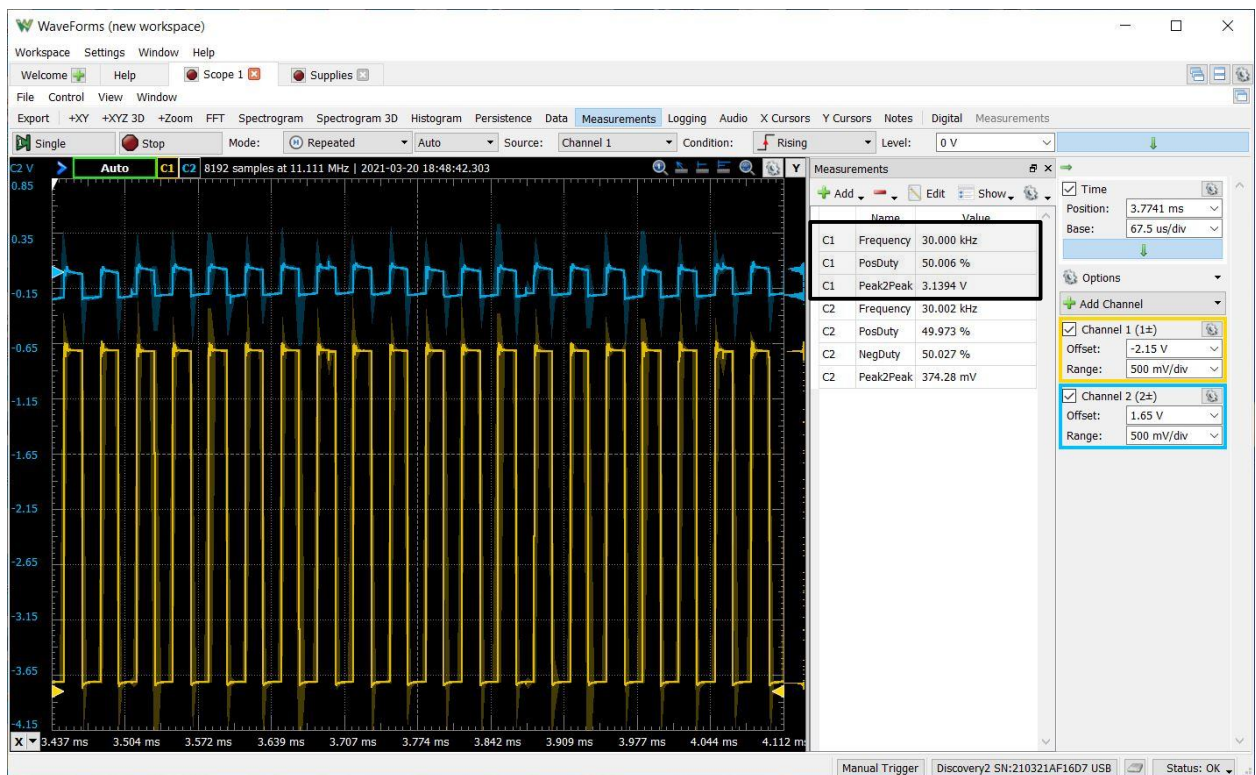 WaveForms (new workspace)
Workspace Settings Window Help
Welcome Help Scope 1 Supplies
File Control View Window
Export +XY +XYZ 3D +Zoom FFT Spectrogram Spectrogram 3D Histogram Persistence Data Measurements Logging Audio X Cursors Y Cursors Notes Digital Measurements
Single Stop Mode: Repeated Auto Source: Channel 1 Condition: Rising Level: 0 V
C2 V Auto C1 C2 8192 samples at 11.111 MHz | 2021-03-20 18:48:42.303 Y
0.85
0.35
-0.15
-0.65
-1.15
-1.65
-2.15
-2.65
-3.15
-3.65
-4.15
X 3.437 ms 3.504 ms 3.572 ms 3.639 ms 3.707 ms 3.774 ms 3.842 ms 3.909 ms 3.977 ms 4.044 ms 4.112 m
Measurements
Add Edit Show
Name Value
C1 Frequency 30.000 kHz
C1 PosDuty 50.006 %
C1 Peak2Peak 3.1394 V
C2 Frequency 30.002 kHz
C2 PosDuty 49.973 %
C2 NegDuty 50.027 %
C2 Peak2Peak 374.28 mV
Time
Position: 3.7741 ms
Base: 67.5 us/div
Options
Add Channel
Channel 1 (1±)
Offset: -2.15 V
Range: 500 mV/div
Channel 2 (2±)
Offset: 1.65 V
Range: 500 mV/div
Manual Trigger Discovery2 SN:210321AF16D7 USB Status: OK